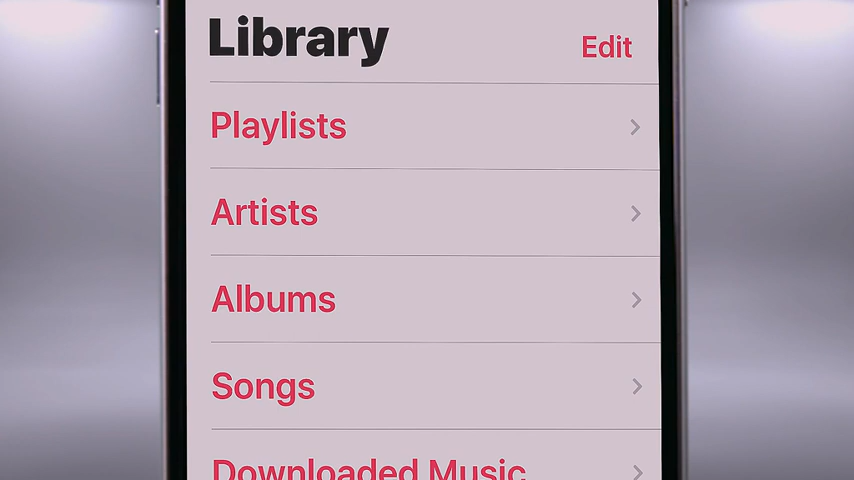 Library
Edit
Playlists
Artists
Albums
Songs
Downloaded Music